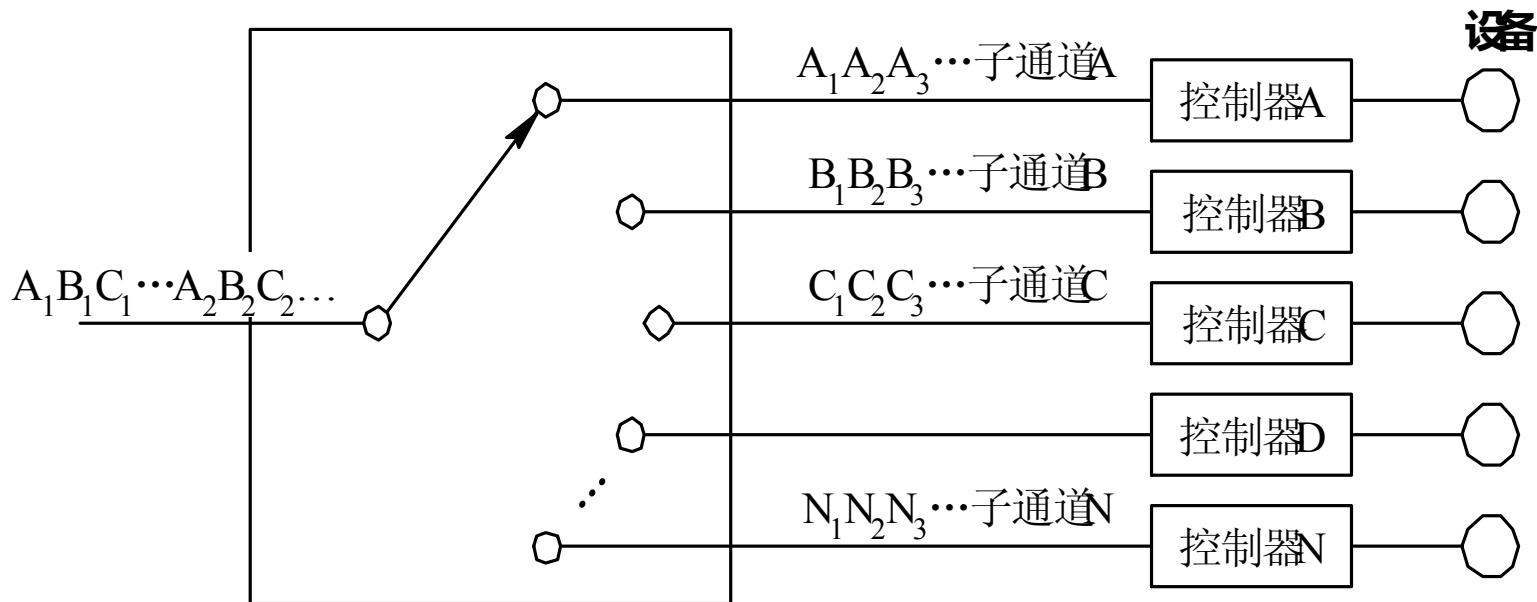 设备
A₁A₂A₃…子通道A
控制器A
B₁B₂B₃…子通道B
控制器B
A₁B₁C₁…A₂B₂C₂…
C₁C₂C₃…子通道C
控制器C
控制器D
N₁N₂N₃…子通道N
控制器N